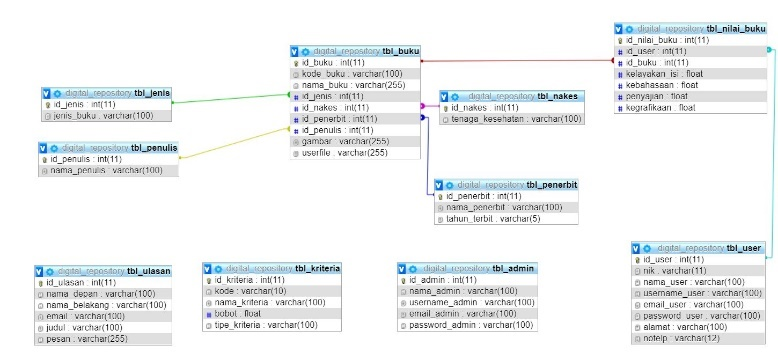 digital_repository tbl_nilai_buku
id_nilai_buku : int(11)
id_user : int(11)
id_buku : int(11)
kelayakan_isi : float
kebahasaan : float
penyajian : float
kegrafikaan : float
digital_repository tbl_buku
id_buku : int(11)
kode_buku : varchar(100)
nama_buku : varchar(255)
id_jenis : int(11)
id_nakes : int(11)
id_penerbit : int(11)
id_penulis : int(11)
gambar : varchar(255)
userfile : varchar(255)
digital_repository tbl_jenis
id_jenis : int(11)
jenis_buku : varchar(100)
digital_repository tbl_nakes
id_nakes : int(11)
tenaga_kesehatan : varchar(100)
digital_repository tbl_penulis
id_penulis : int(11)
nama_penulis : varchar(100)
digital_repository tbl_penerbit
id_penerbit : int(11)
nama_penerbit : varchar(100)
tahun_terbit : varchar(5)
digital_repository tbl_ulasan
id_ulasan : int(11)
nama_depan : varchar(100)
nama_belakang : varchar(100)
email : varchar(100)
judul : varchar(100)
pesan : varchar(255)
digital_repository tbl_kriteria
id_kriteria : int(11)
kode : varchar(10)
nama_kriteria : varchar(100)
bobot : float
tipe_kriteria : varchar(100)
digital_repository tbl_admin
id_admin : int(11)
nama_admin : varchar(100)
username_admin : varchar(100)
email_admin : varchar(100)
password_admin : varchar(100)
digital_repository tbl_user
id_user : int(11)
nik : varchar(11)
nama_user : varchar(100)
username_user : varchar(100)
email_user : varchar(100)
password_user : varchar(100)
alamat : varchar(100)
notelp : varchar(12)